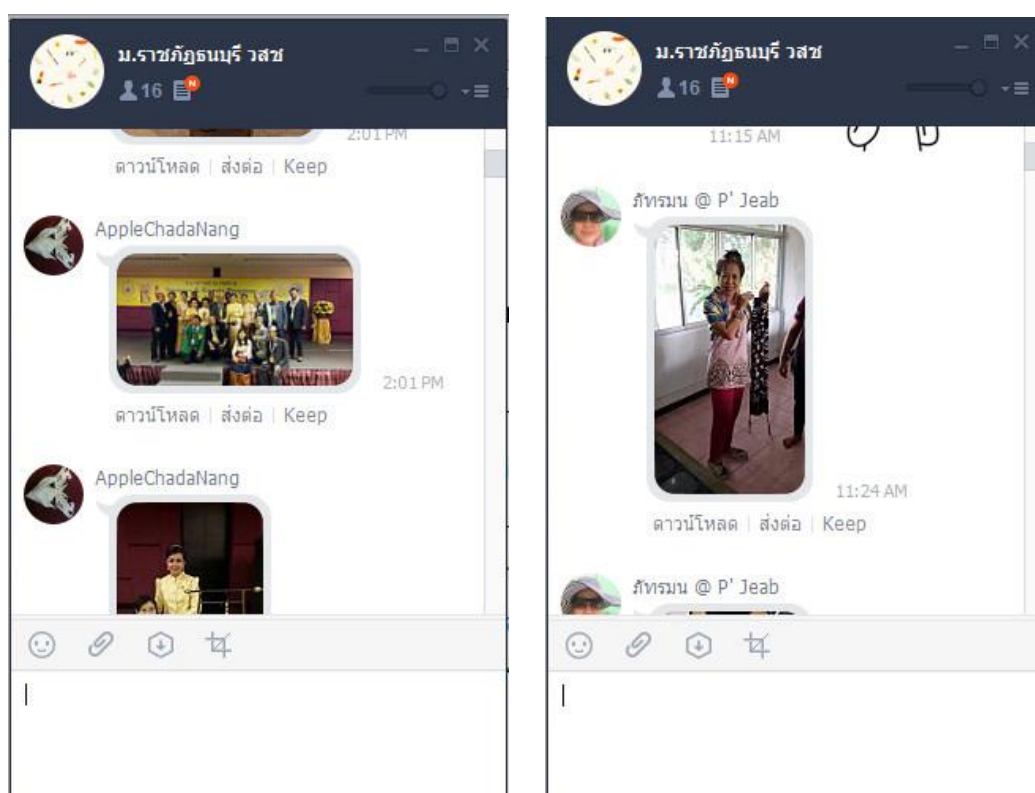 ม.ราชภัฏธนบุรี วสช
16 N
2:01 PM
ดาวน์โหลด | ส่งต่อ | Keep
AppleChadaNang
2:01 PM
ดาวน์โหลด | ส่งต่อ | Keep
AppleChadaNang
ม.ราชภัฏธนบุรี วสช
16 N
11:15 AM
ภัทรมน @ P' Jeab
11:24 AM
ดาวน์โหลด | ส่งต่อ | Keep
ภัทรมน @ P' Jeab